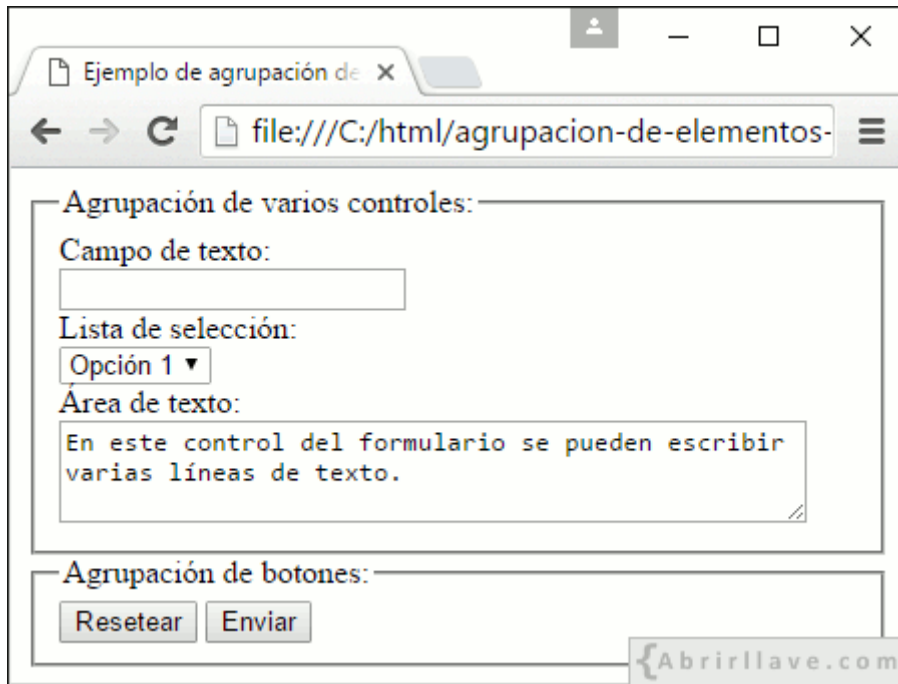 Ejemplo de agrupación de
file:///C:/html/agrupacion-de-elementos-
Agrupación de varios controles:
Campo de texto:
Lista de selección:
Opción 1
Área de texto:
En este control del formulario se pueden escribir
varias líneas de texto.
Agrupación de botones:
Resetear Enviar
{Abrirllave.com